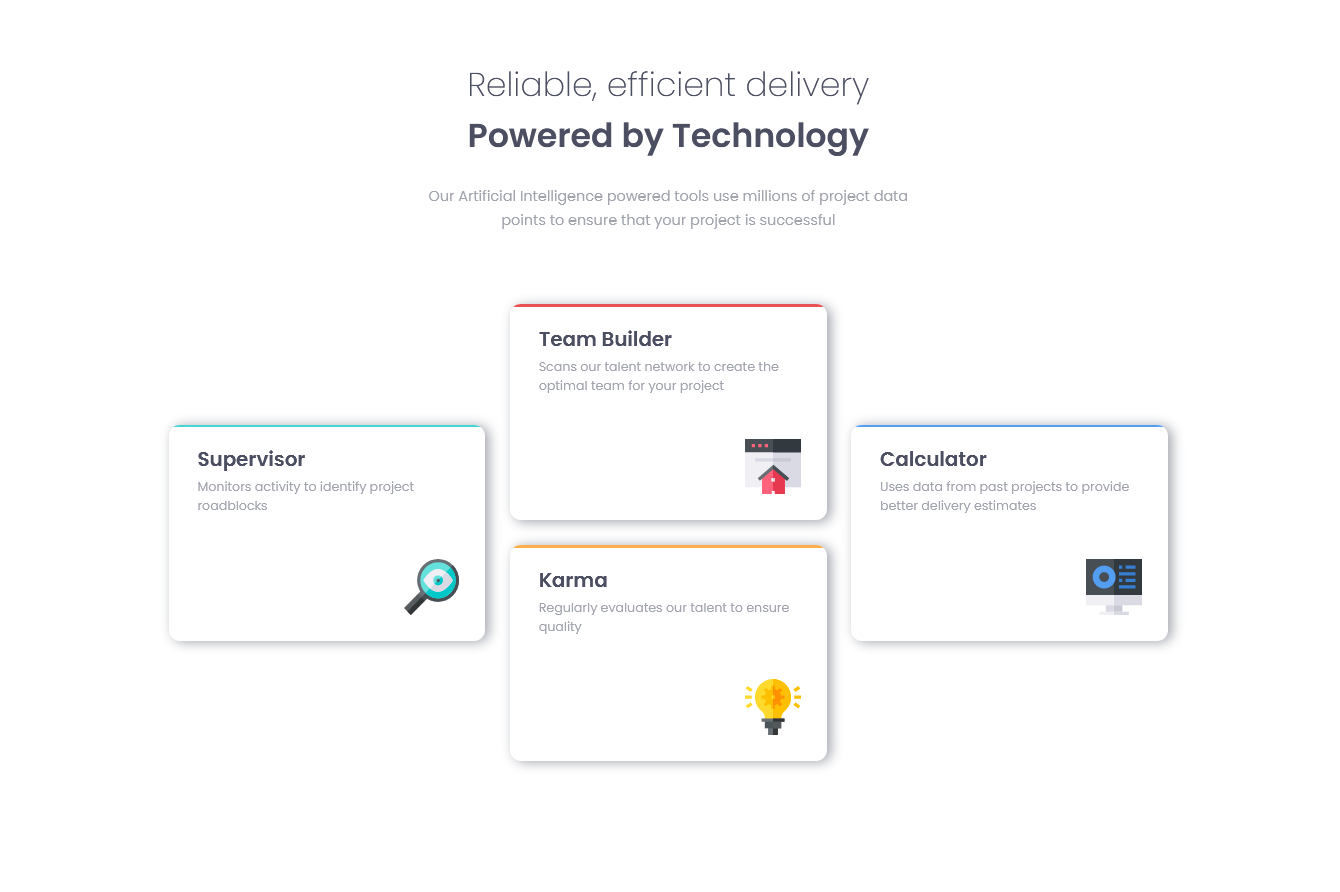 Reliable, efficient delivery
Powered by Technology
Our Artificial Intelligence powered tools use millions of project data
points to ensure that your project is successful
Supervisor
Monitors activity to identify project
roadblocks
Team Builder
Scans our talent network to create the
optimal team for your project
Karma
Regularly evaluates our talent to ensure
quality
Calculator
Uses data from past projects to provide
better delivery estimates